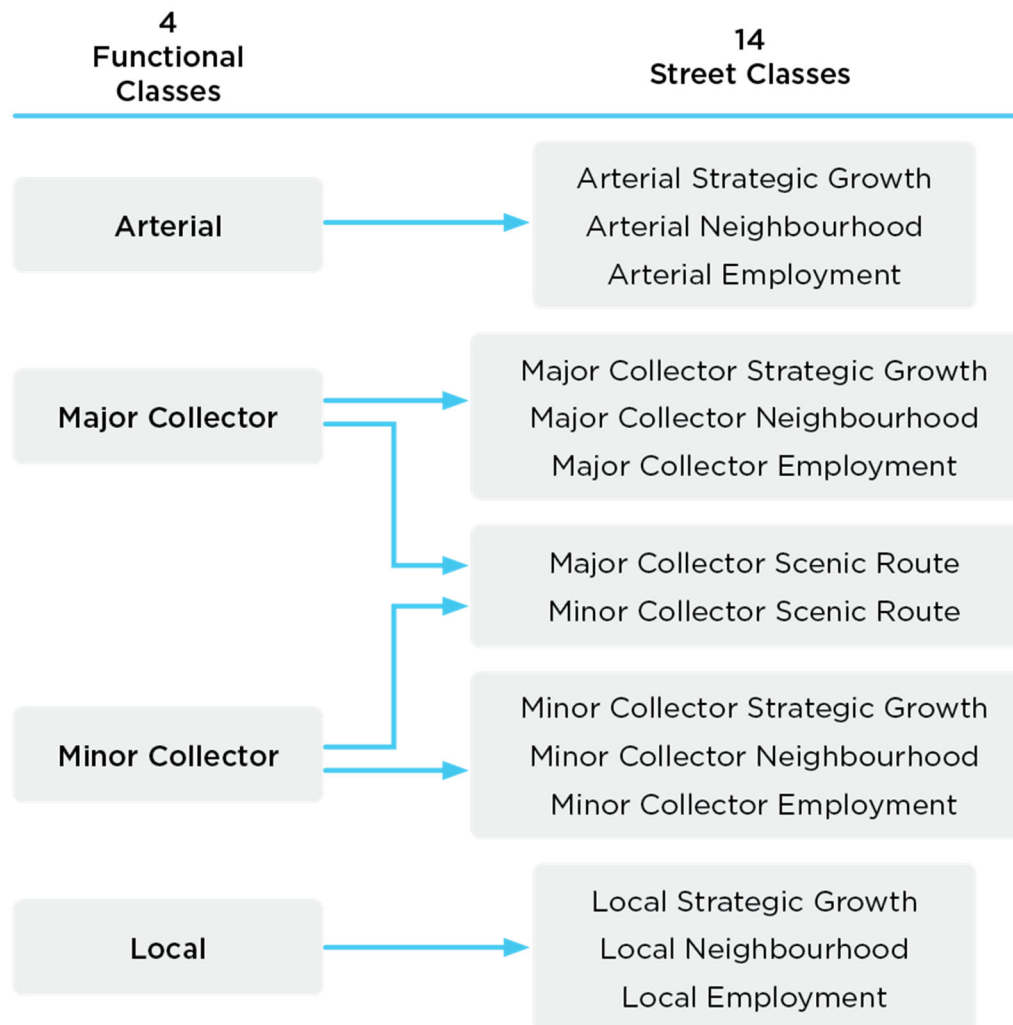 4
Functional
Classes
14
Street Classes
Arterial
Arterial Strategic Growth
Arterial Neighbourhood
Arterial Employment
Major Collector
Major Collector Strategic Growth
Major Collector Neighbourhood
Major Collector Employment
Major Collector Scenic Route
Minor Collector Scenic Route
Minor Collector
Minor Collector Strategic Growth
Minor Collector Neighbourhood
Minor Collector Employment
Local
Local Strategic Growth
Local Neighbourhood
Local Employment